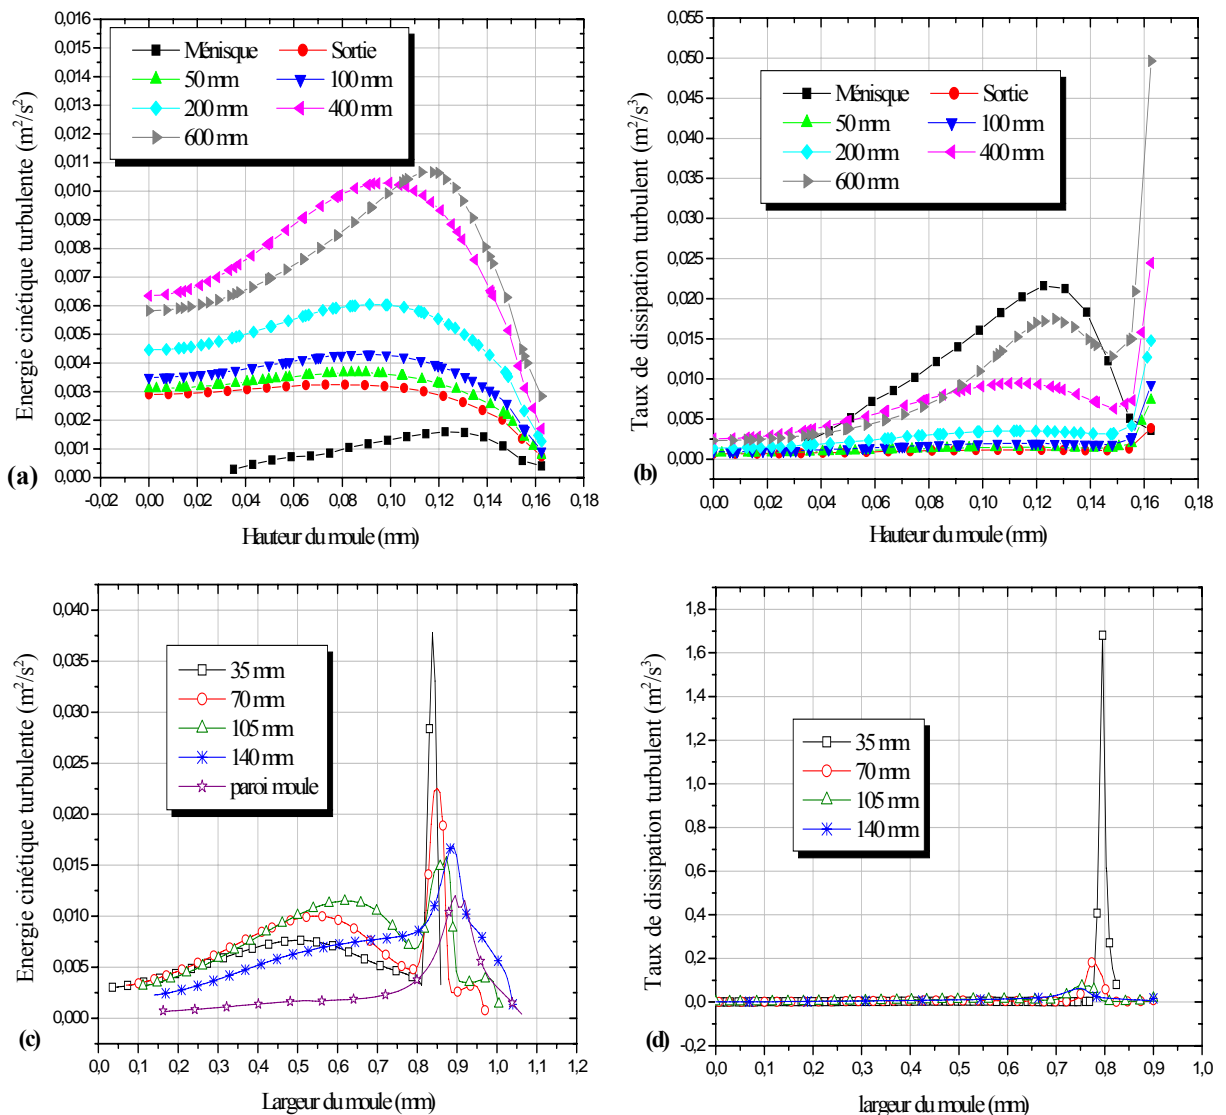 0,016
0,015
0,014
0,013
0,012
0,011
0,010
0,009
0,008
0,007
0,006
0,005
0,004
0,003
0,002
0,001
0,000
Energie cinétique turbulente (m²/s²)
Ménisque Sortie
50 mm 100 mm
200 mm 400 mm
600 mm
-0,02 0,00 0,02 0,04 0,06 0,08 0,10 0,12 0,14 0,16 0,18
Hauteur du moule (mm)
(a)
0,055
0,050
0,045
0,040
0,035
0,030
0,025
0,020
0,015
0,010
0,005
0,000
Taux de dissipation turbulent (m²/s³)
Ménisque Sortie
50 mm 100 mm
200 mm 400 mm
600 mm
0,00 0,02 0,04 0,06 0,08 0,10 0,12 0,14 0,16 0,18
Hauteur du moule (mm)
(b)
0,040
0,035
0,030
0,025
0,020
0,015
0,010
0,005
0,000
Energie cinétique turbulente (m²/s²)
35 mm
70 mm
105 mm
140 mm
paroi moule
0,0 0,1 0,2 0,3 0,4 0,5 0,6 0,7 0,8 0,9 1,0 1,1 1,2
Largeur du moule (mm)
(c)
1,8
1,6
1,4
1,2
1,0
0,8
0,6
0,4
0,2
0,0
-0,2
Taux de dissipation turbulent (m²/s³)
35 mm
70 mm
105 mm
140 mm
0,0 0,1 0,2 0,3 0,4 0,5 0,6 0,7 0,8 0,9 1,0
largeur du moule (mm)
(d)